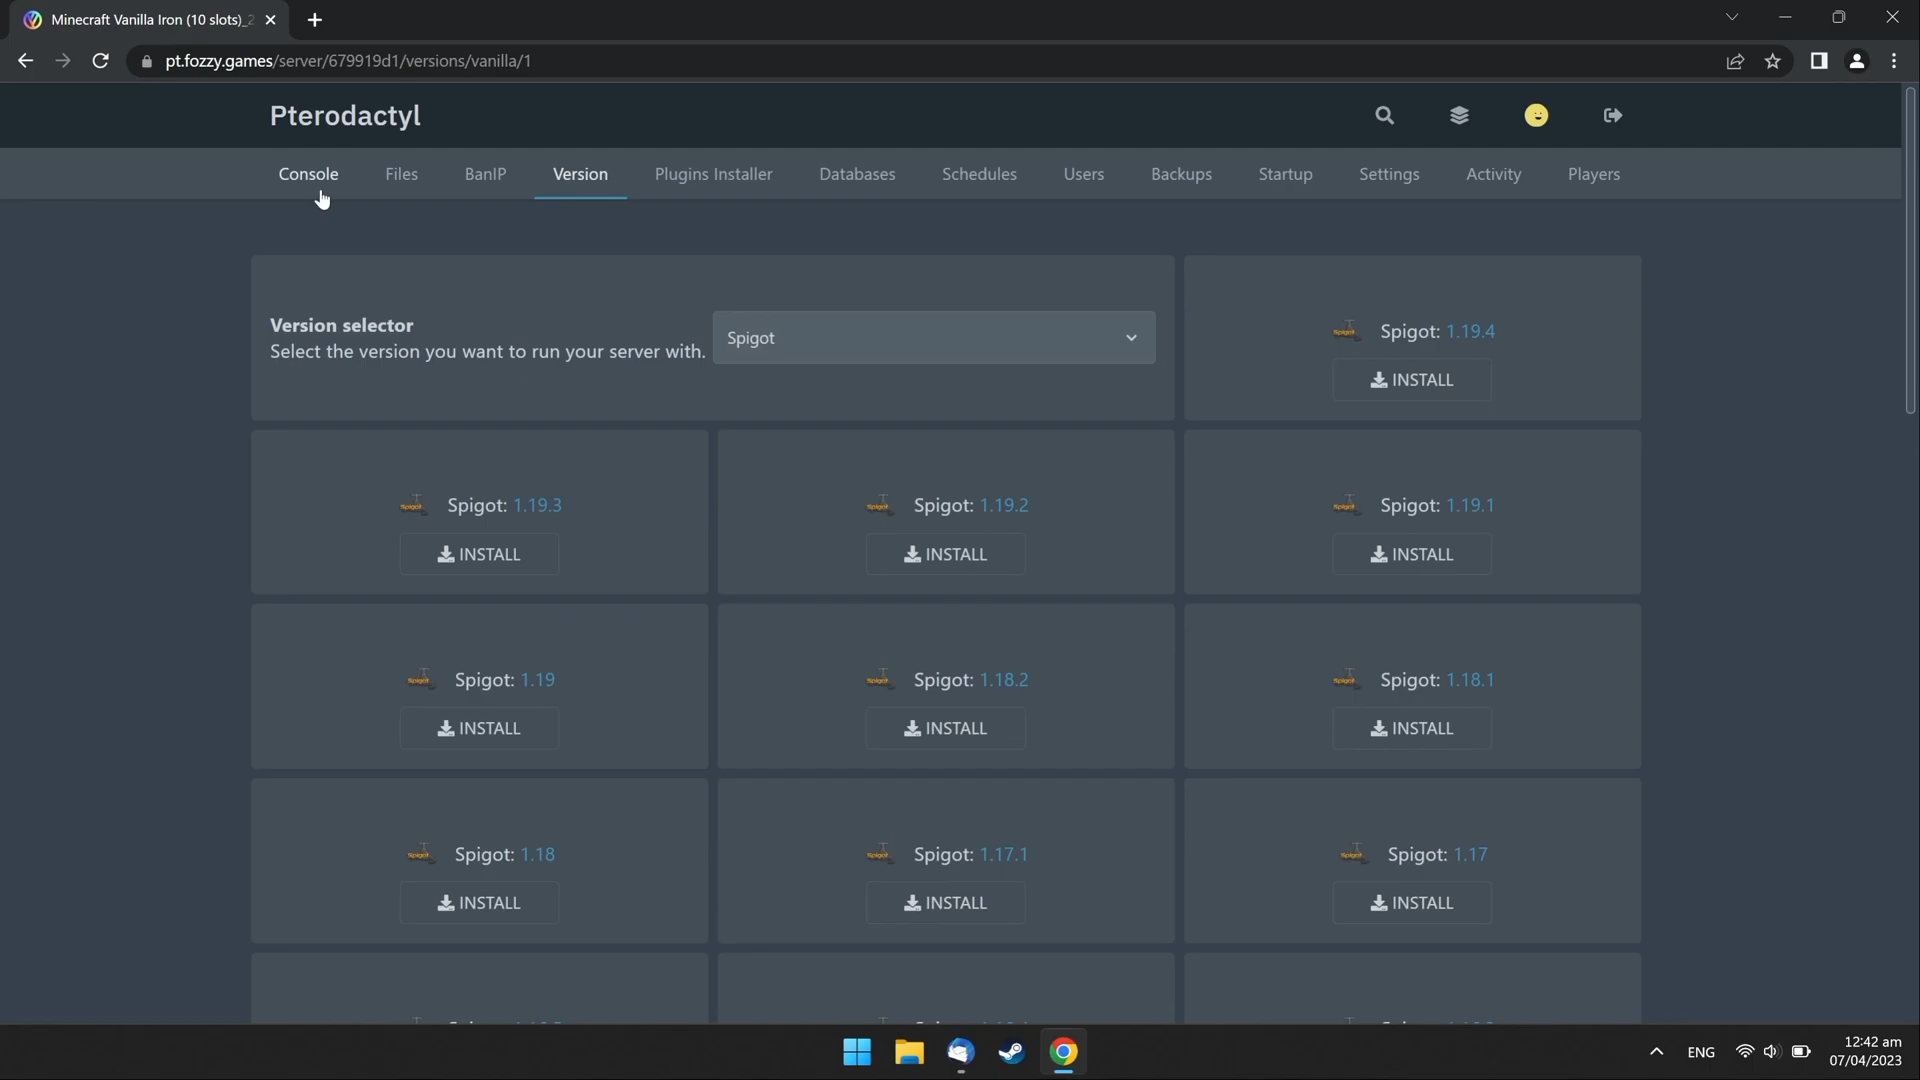 Minecraft Vanilla Iron (10 slots)_2
pt.fozzy.games/server/679919d1/versions/vanilla/1
Pterodactyl
Console Files BanIP Version Plugins Installer Databases Schedules Users Backups Startup Settings Activity Players
Version selector
Select the version you want to run your server with.
Spigot
Spigot: 1.19.4
INSTALL
Spigot: 1.19.3
INSTALL
Spigot: 1.19.2
INSTALL
Spigot: 1.19.1
INSTALL
Spigot: 1.19
INSTALL
Spigot: 1.18.2
INSTALL
Spigot: 1.18.1
INSTALL
Spigot: 1.18
INSTALL
Spigot: 1.17.1
INSTALL
Spigot: 1.17
INSTALL
ENG
12:42 am
07/04/2023